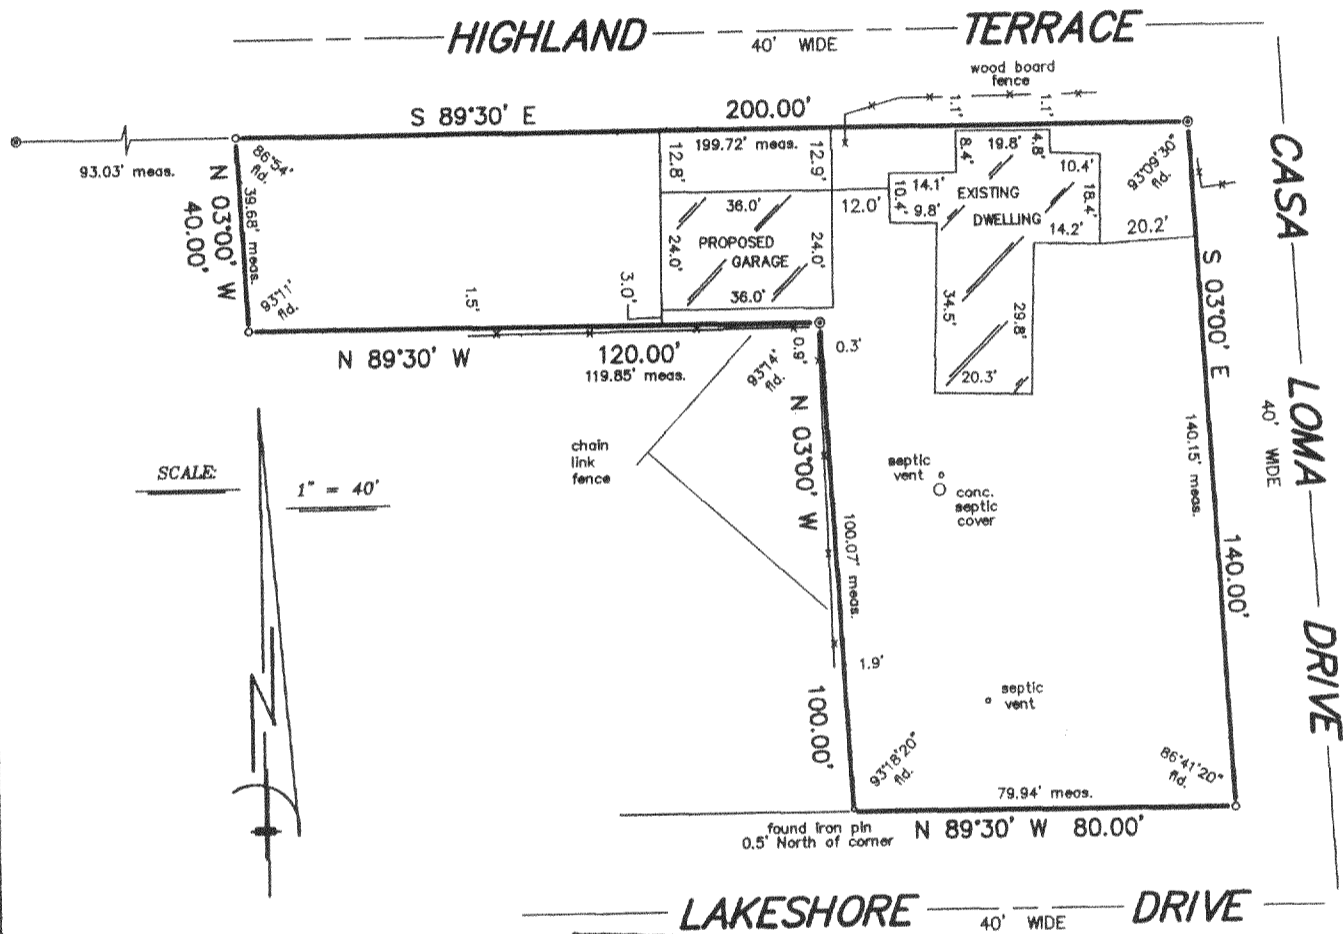 HIGHLAND 40' WIDE TERRACE
wood board
fence
S 89°30' E 200.00'
1.1' 1.1'
93.03' meas.
86°54'
fld.
199.72' meas.
12.8' 12.9'
8.4' 19.8' 4.8'
10.4'
93°09'30"
fld.
N 03°00' W
40.00'
39.68' meas.
36.0'
12.0'
10.4' 14.1'
9.8'
EXISTING
DWELLING
18.4'
14.2' 20.2'
PROPOSED
GARAGE
24.0' 24.0'
36.0'
93°11'
fld.
1.5'
3.0'
34.5' 29.8'
20.3'
N 89°30' W 120.00'
119.85' meas.
93°14'
fld.
0.9' 0.3'
S 03°00' E
140.15' meas.
140.00'
CASA LOMA DRIVE
40' WIDE
SCALE:
1" = 40'
chain
link
fence
N 03°00' W
100.07' meas.
100.00'
septic
vent
conc.
septic
cover
1.9'
septic
vent
N
93°18'20"
fld.
86°41'20"
fld.
79.94' meas.
found iron pin
0.5' North of corner
N 89°30' W 80.00'
LAKESHORE 40' WIDE DRIVE